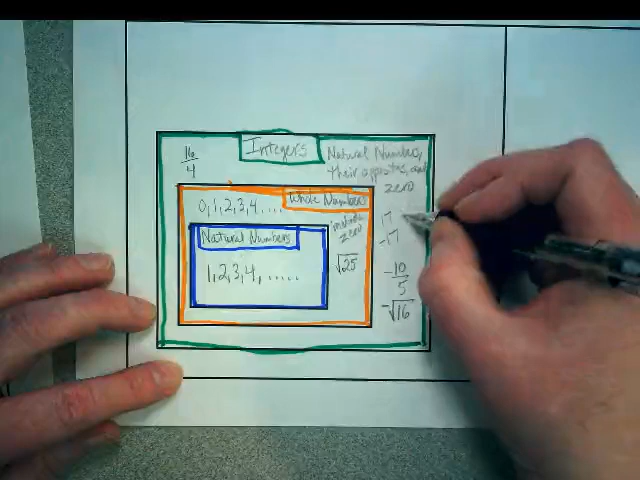 16/4
Integers
Natural Numbers,
their opposites, and
zero
0, 1, 2, 3, 4, ....
Whole Numbers
include
zero
Natural Numbers
1, 2, 3, 4, .....
√25
17
-17
-10/5
-√16